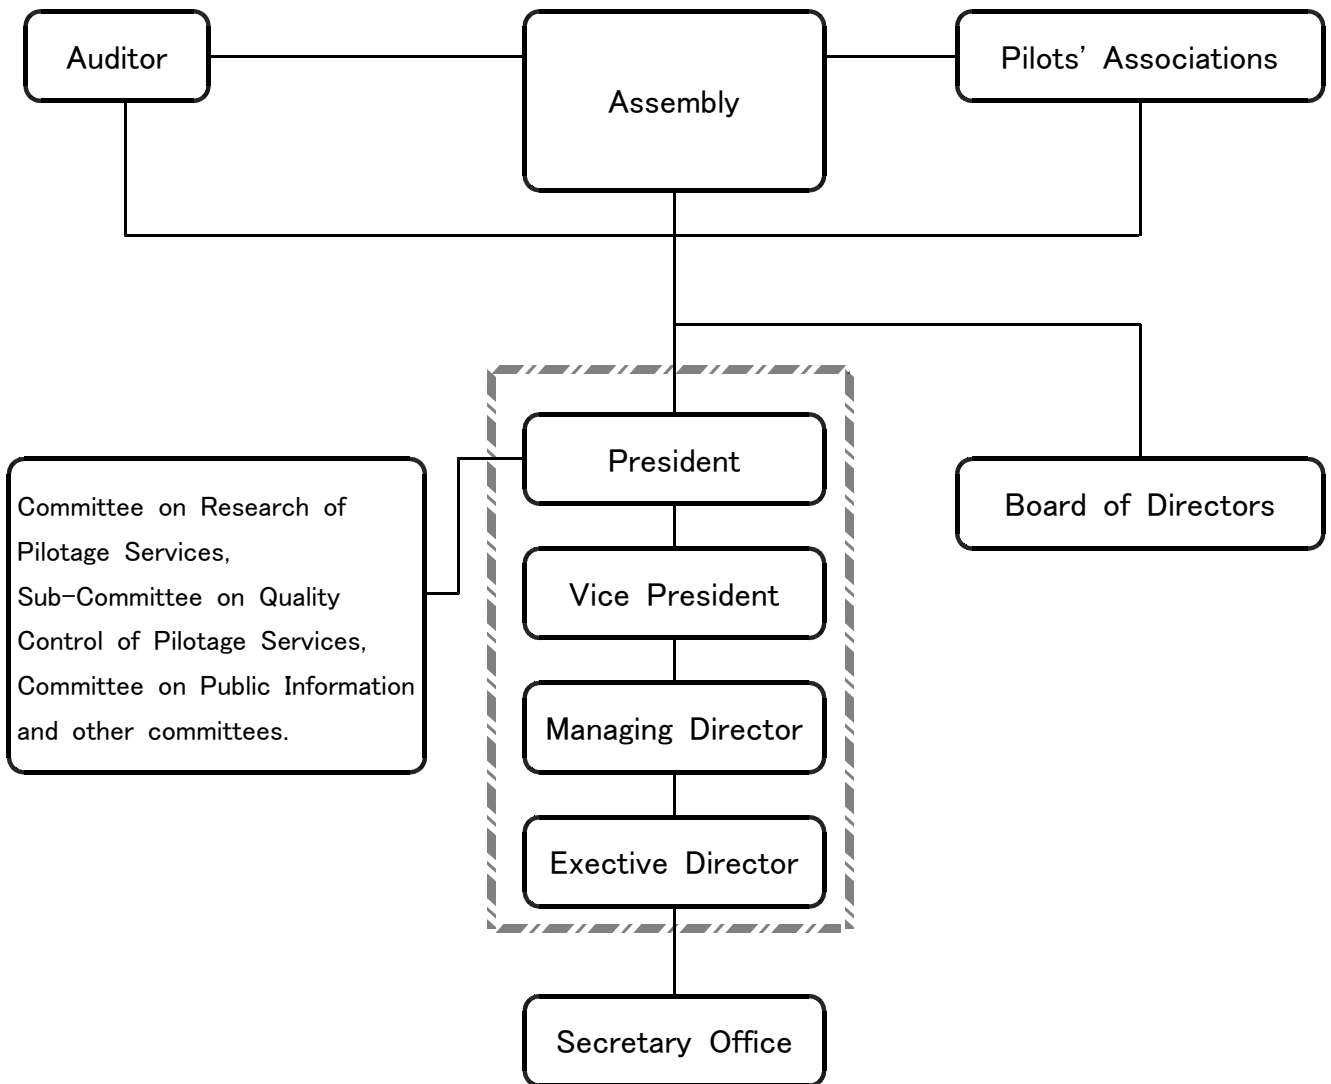 Auditor
Assembly
Pilots’ Associations
President
Committee on Research of
Pilotage Services,
Sub-Committee on Quality
Control of Pilotage Services,
Committee on Public Information
and other committees.
Board of Directors
Vice President
Managing Director
Exective Director
Secretary Office